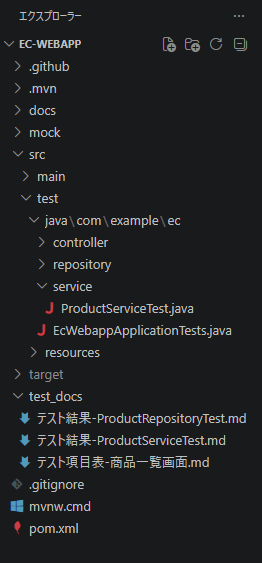 エクスプローラー
EC-WEBAPP
.github
.mvn
docs
mock
src
main
test
java\com\example\ec
controller
repository
service
ProductServiceTest.java
EcWebappApplicationTests.java
resources
target
test_docs
テスト結果-ProductRepositoryTest.md
テスト結果-ProductServiceTest.md
テスト項目表-商品一覧画面.md
.gitignore
mvnw.cmd
pom.xml